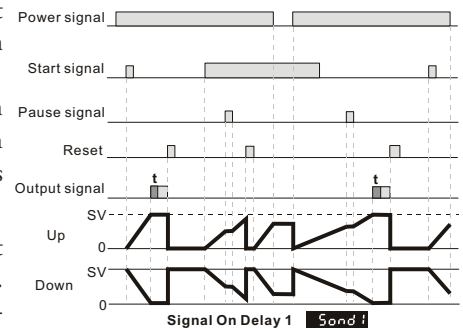 Power signal
Start signal
Pause signal
Reset
t
t
Output signal
SV
Up
0
SV
Down
0
Signal On Delay 1 Sond 1